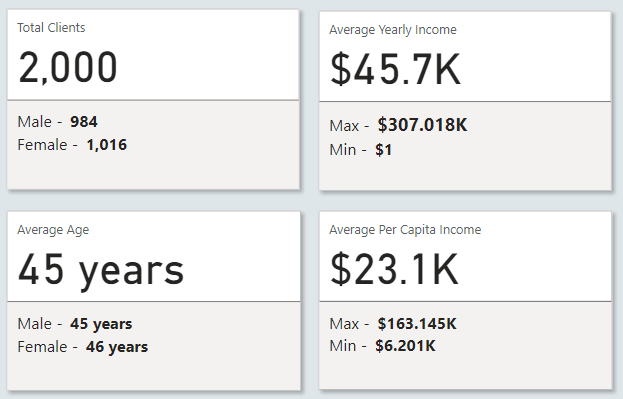 Total Clients
2,000
Male - 984
Female - 1,016
Average Yearly Income
$45.7K
Max - $307.018K
Min - $1
Average Age
45 years
Male - 45 years
Female - 46 years
Average Per Capita Income
$23.1K
Max - $163.145K
Min - $6.201K